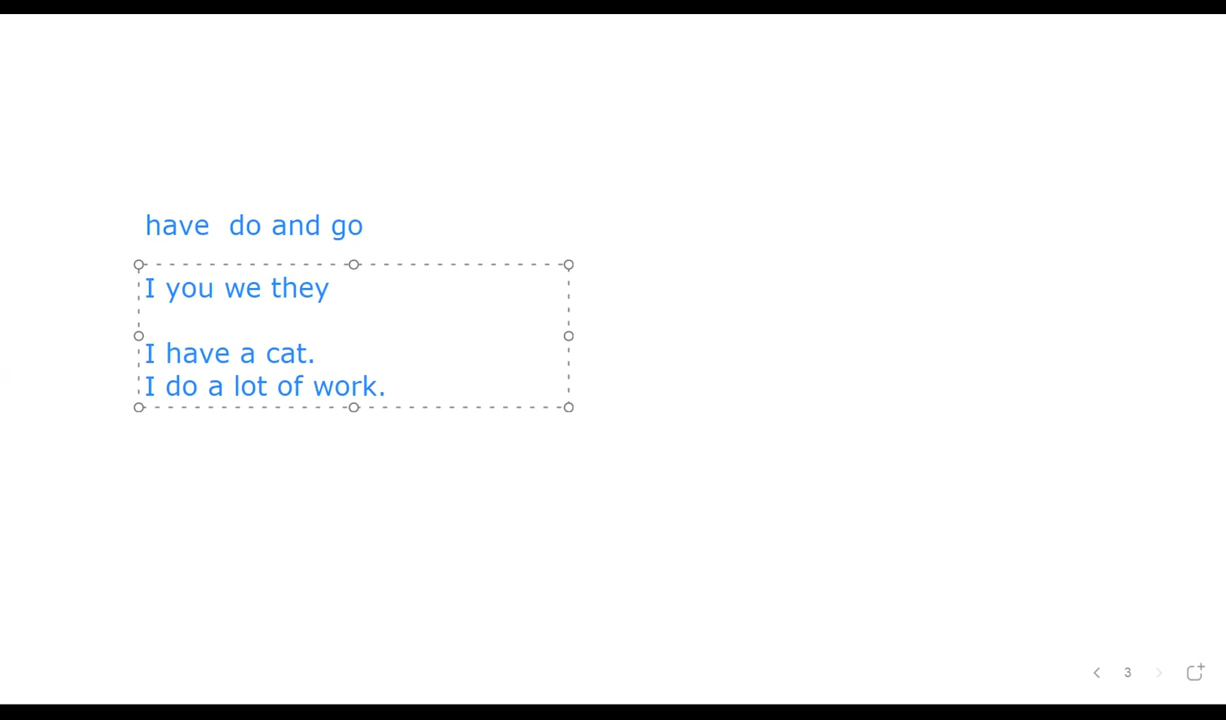 have  do and go
I you we they
I have a cat.
I do a lot of work.
3